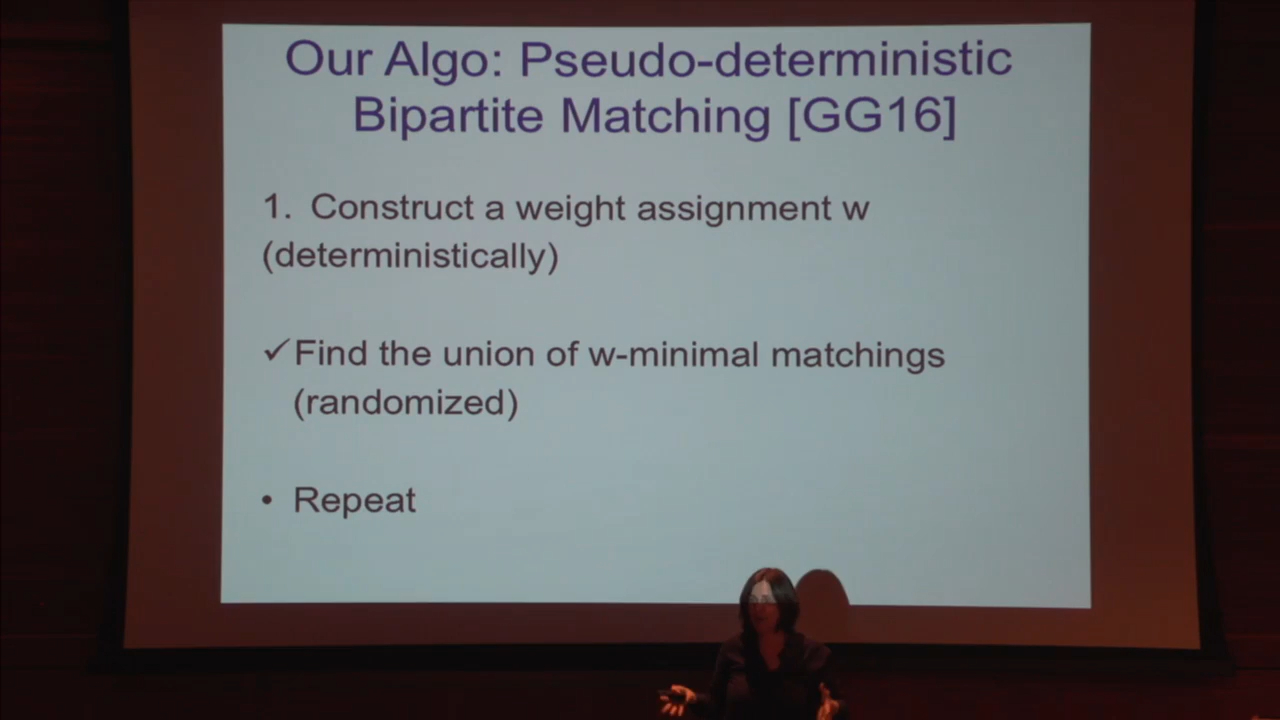 Our Algo: Pseudo-deterministic
Bipartite Matching [GG16]
1. Construct a weight assignment w
(deterministically)
✓Find the union of w-minimal matchings
(randomized)
• Repeat